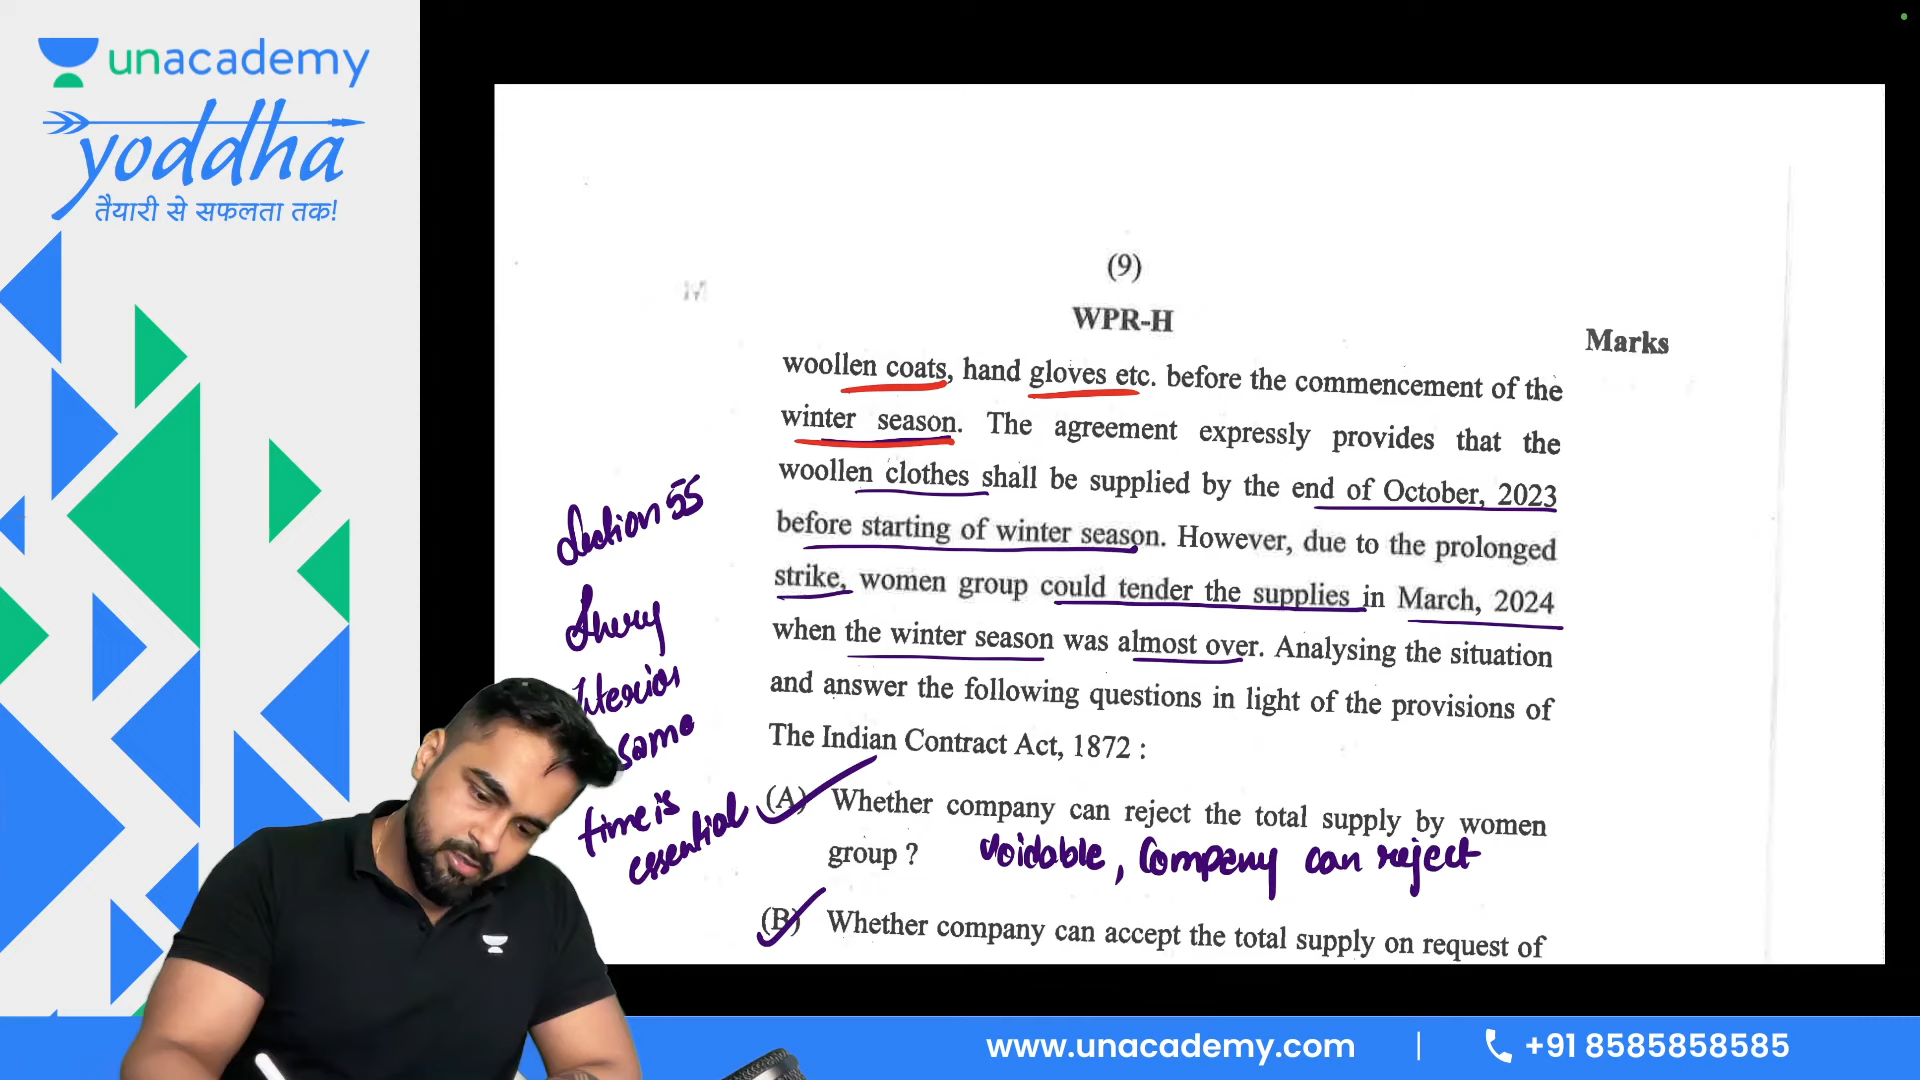 unacademy
yoddha
तैयारी से सफलता तक!
(9)
WPR-H
Marks
woollen coats, hand gloves etc. before the commencement of the
winter season. The agreement expressly provides that the
woollen clothes shall be supplied by the end of October, 2023
before starting of winter season. However, due to the prolonged
strike, women group could tender the supplies in March, 2024
when the winter season was almost over. Analysing the situation
and answer the following questions in light of the provisions of
The Indian Contract Act, 1872 :
(A) Whether company can reject the total supply by women
group ? voidable, Company can reject
(B) Whether company can accept the total supply on request of
Section 55
same
time is
essential
www.unacademy.com | +91 8585858585